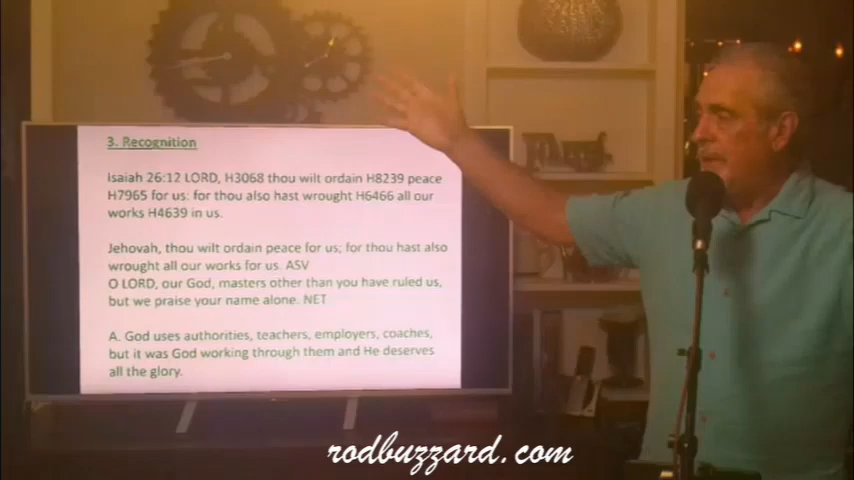 3. Recognition
Isaiah 26:12 LORD, H3068 thou wilt ordain H8239 peace
H7965 for us: for thou also hast wrought H6466 all our
works H4639 in us.
Jehovah, thou wilt ordain peace for us; for thou hast also
wrought all our works for us. ASV
O LORD, our God, masters other than you have ruled us,
but we praise your name alone. NET
A. God uses authorities, teachers, employers, coaches,
but it was God working through them and He deserves
all the glory.
rodbuzzard.com